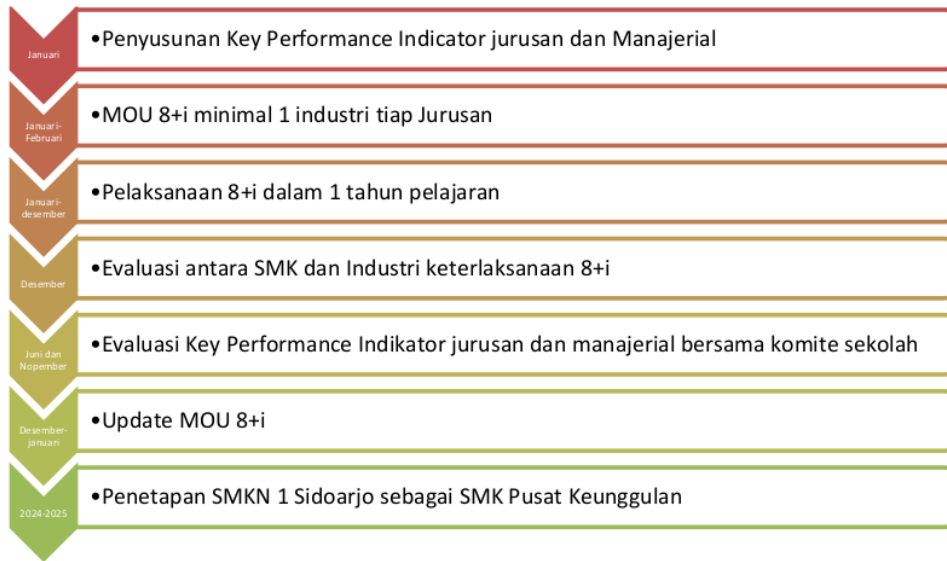 Januari
•Penyusunan Key Performance Indicator jurusan dan Manajerial
Januari-
Februari
•MOU 8+i minimal 1 industri tiap Jurusan
Januari-
desember
•Pelaksanaan 8+i dalam 1 tahun pelajaran
Desember
•Evaluasi antara SMK dan Industri keterlaksanaan 8+i
Juni dan
Nopember
•Evaluasi Key Performance Indikator jurusan dan manajerial bersama komite sekolah
Desember-
januari
•Update MOU 8+i
2024-2025
•Penetapan SMKN 1 Sidoarjo sebagai SMK Pusat Keunggulan